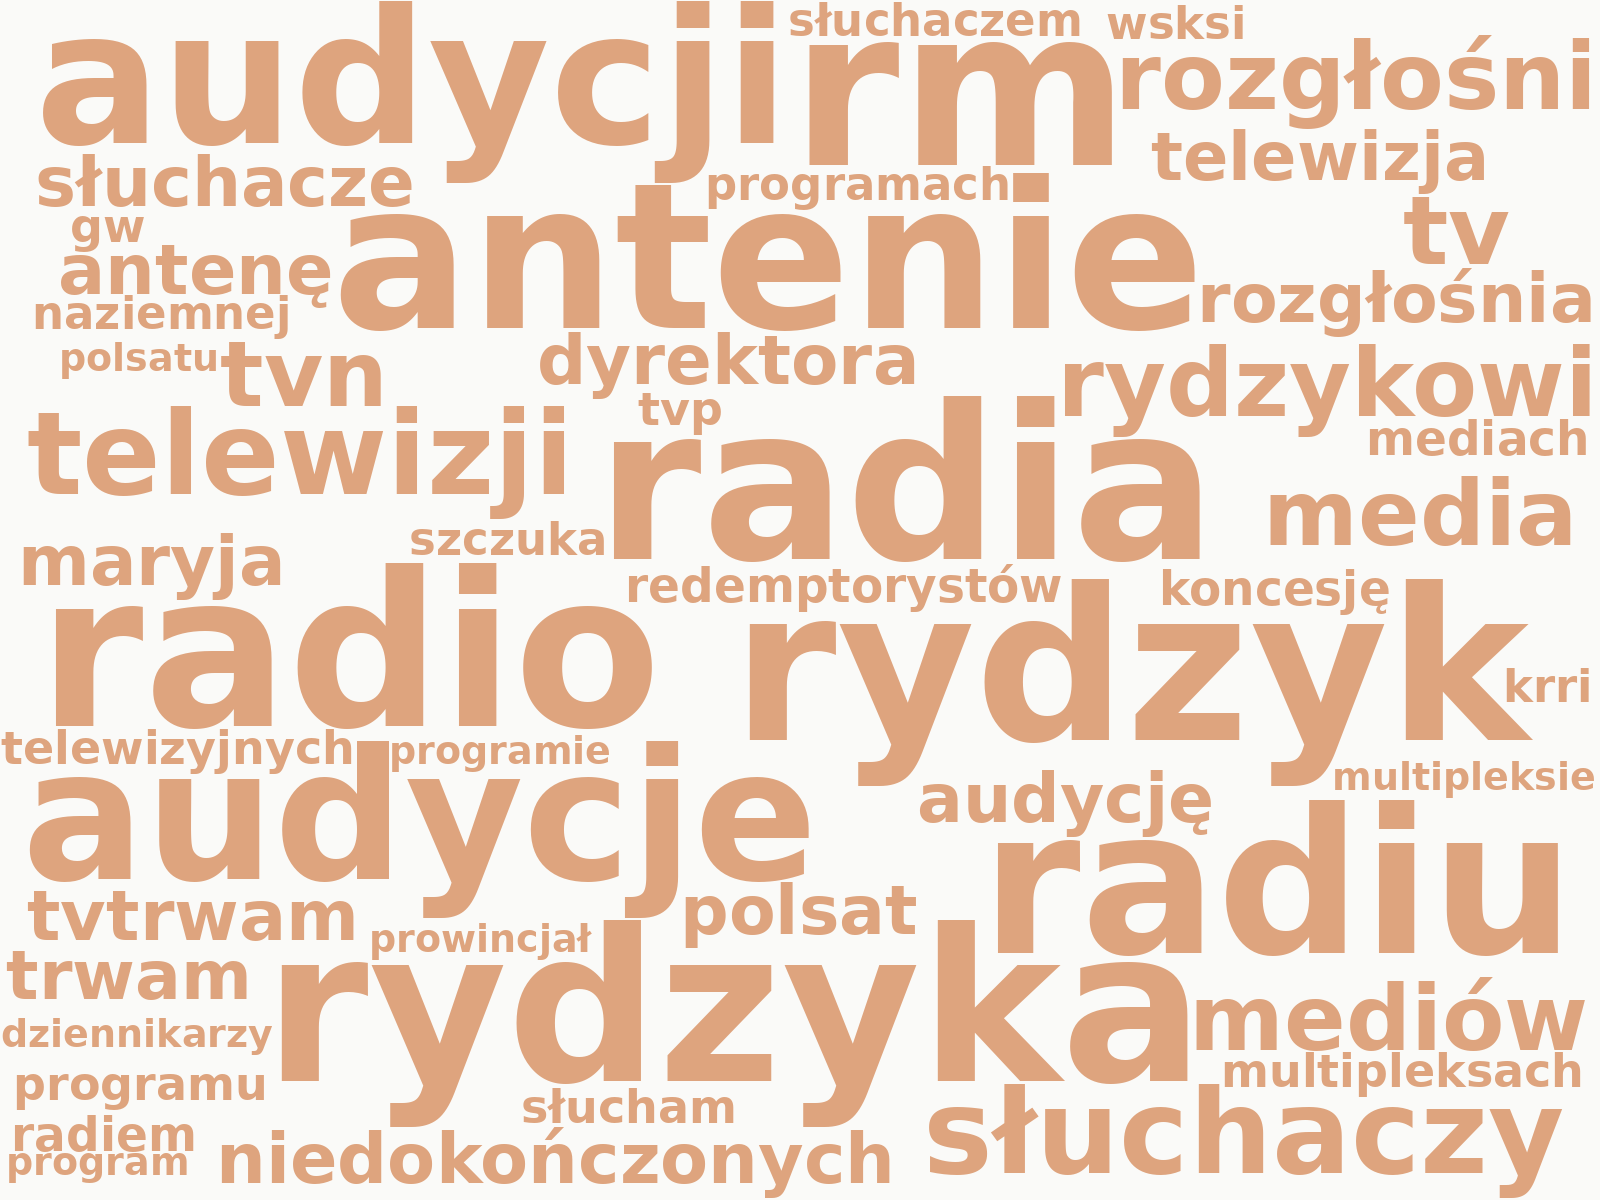 audycji
rm
słuchaczem
wsksi
rozgłośni
telewizja
słuchacze
programach
gw
antenie
tv
antenę
naziemnej
rozgłośnia
polsatu
tvn
dyrektora
rydzykowi
tvp
telewizji
radia
mediach
media
szczuka
maryja
redemptorystów
koncesję
radio
rydzyk
krri
telewizyjnych
programie
multipleksie
audycje
audycję
radiu
tvtrwam
polsat
prowincjał
trwam
rydzyka
mediów
dziennikarzy
multipleksach
programu
słucham
słuchaczy
radiem
program
niedokończonych